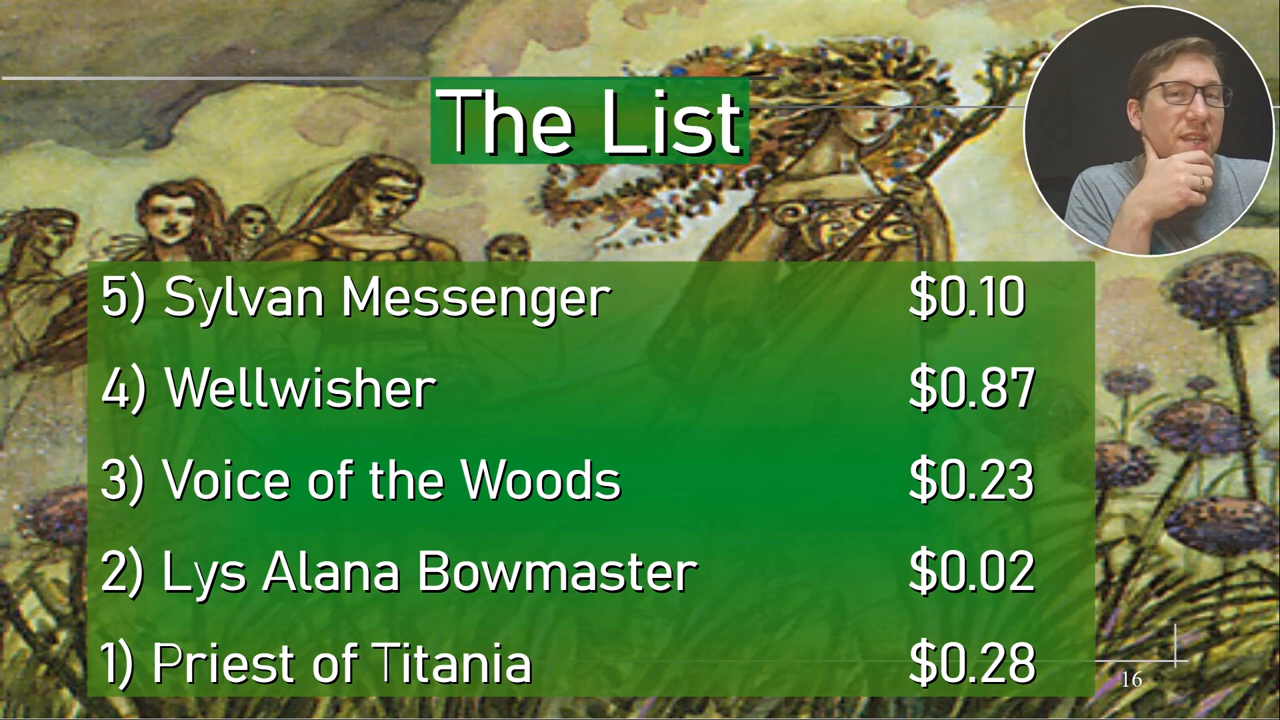 The List
5) Sylvan Messenger $0.10
4) Wellwisher $0.87
3) Voice of the Woods $0.23
2) Lys Alana Bowmaster $0.02
1) Priest of Titania $0.28
16